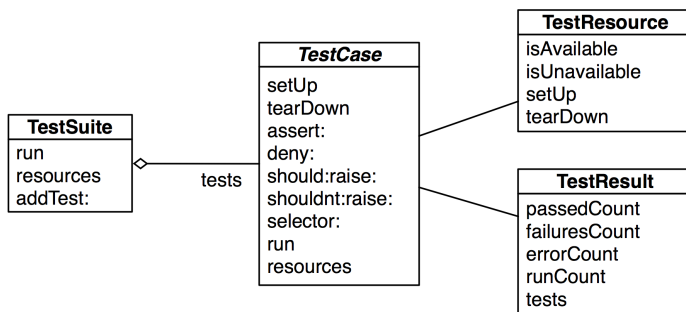 TestSuite
run
resources
addTest:
tests
TestCase
setUp
tearDown
assert:
deny:
should:raise:
shouldnt:raise:
selector:
run
resources
TestResource
isAvailable
isUnavailable
setUp
tearDown
TestResult
passedCount
failuresCount
errorCount
runCount
tests